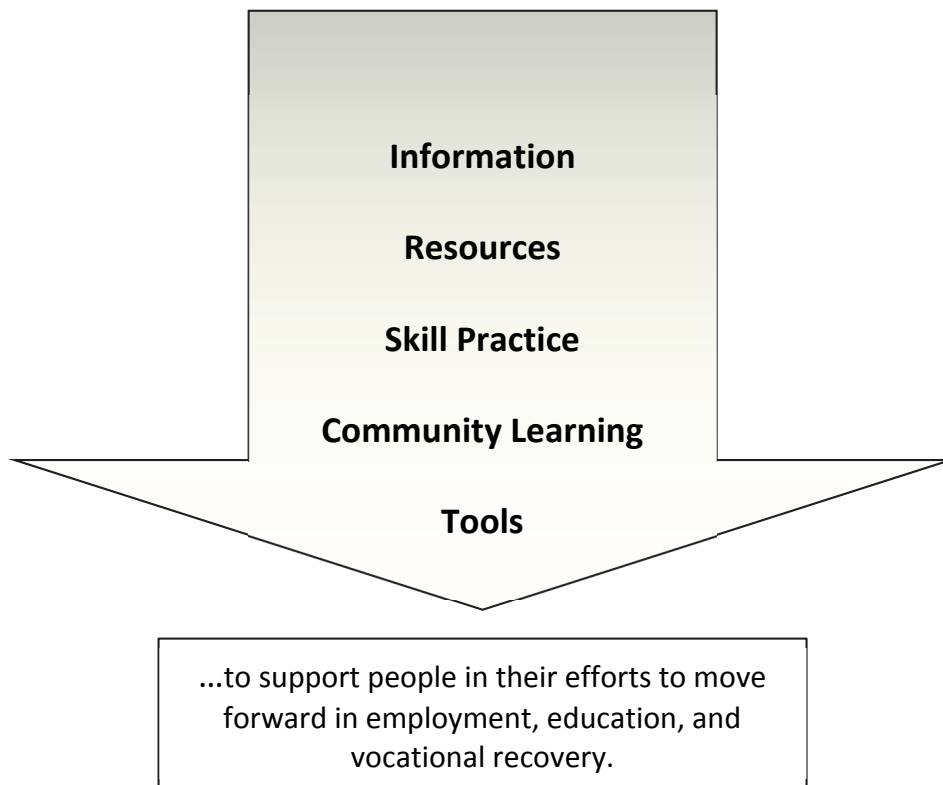 Information
Resources
Skill Practice
Community Learning
Tools
...to support people in their efforts to move
forward in employment, education, and
vocational recovery.